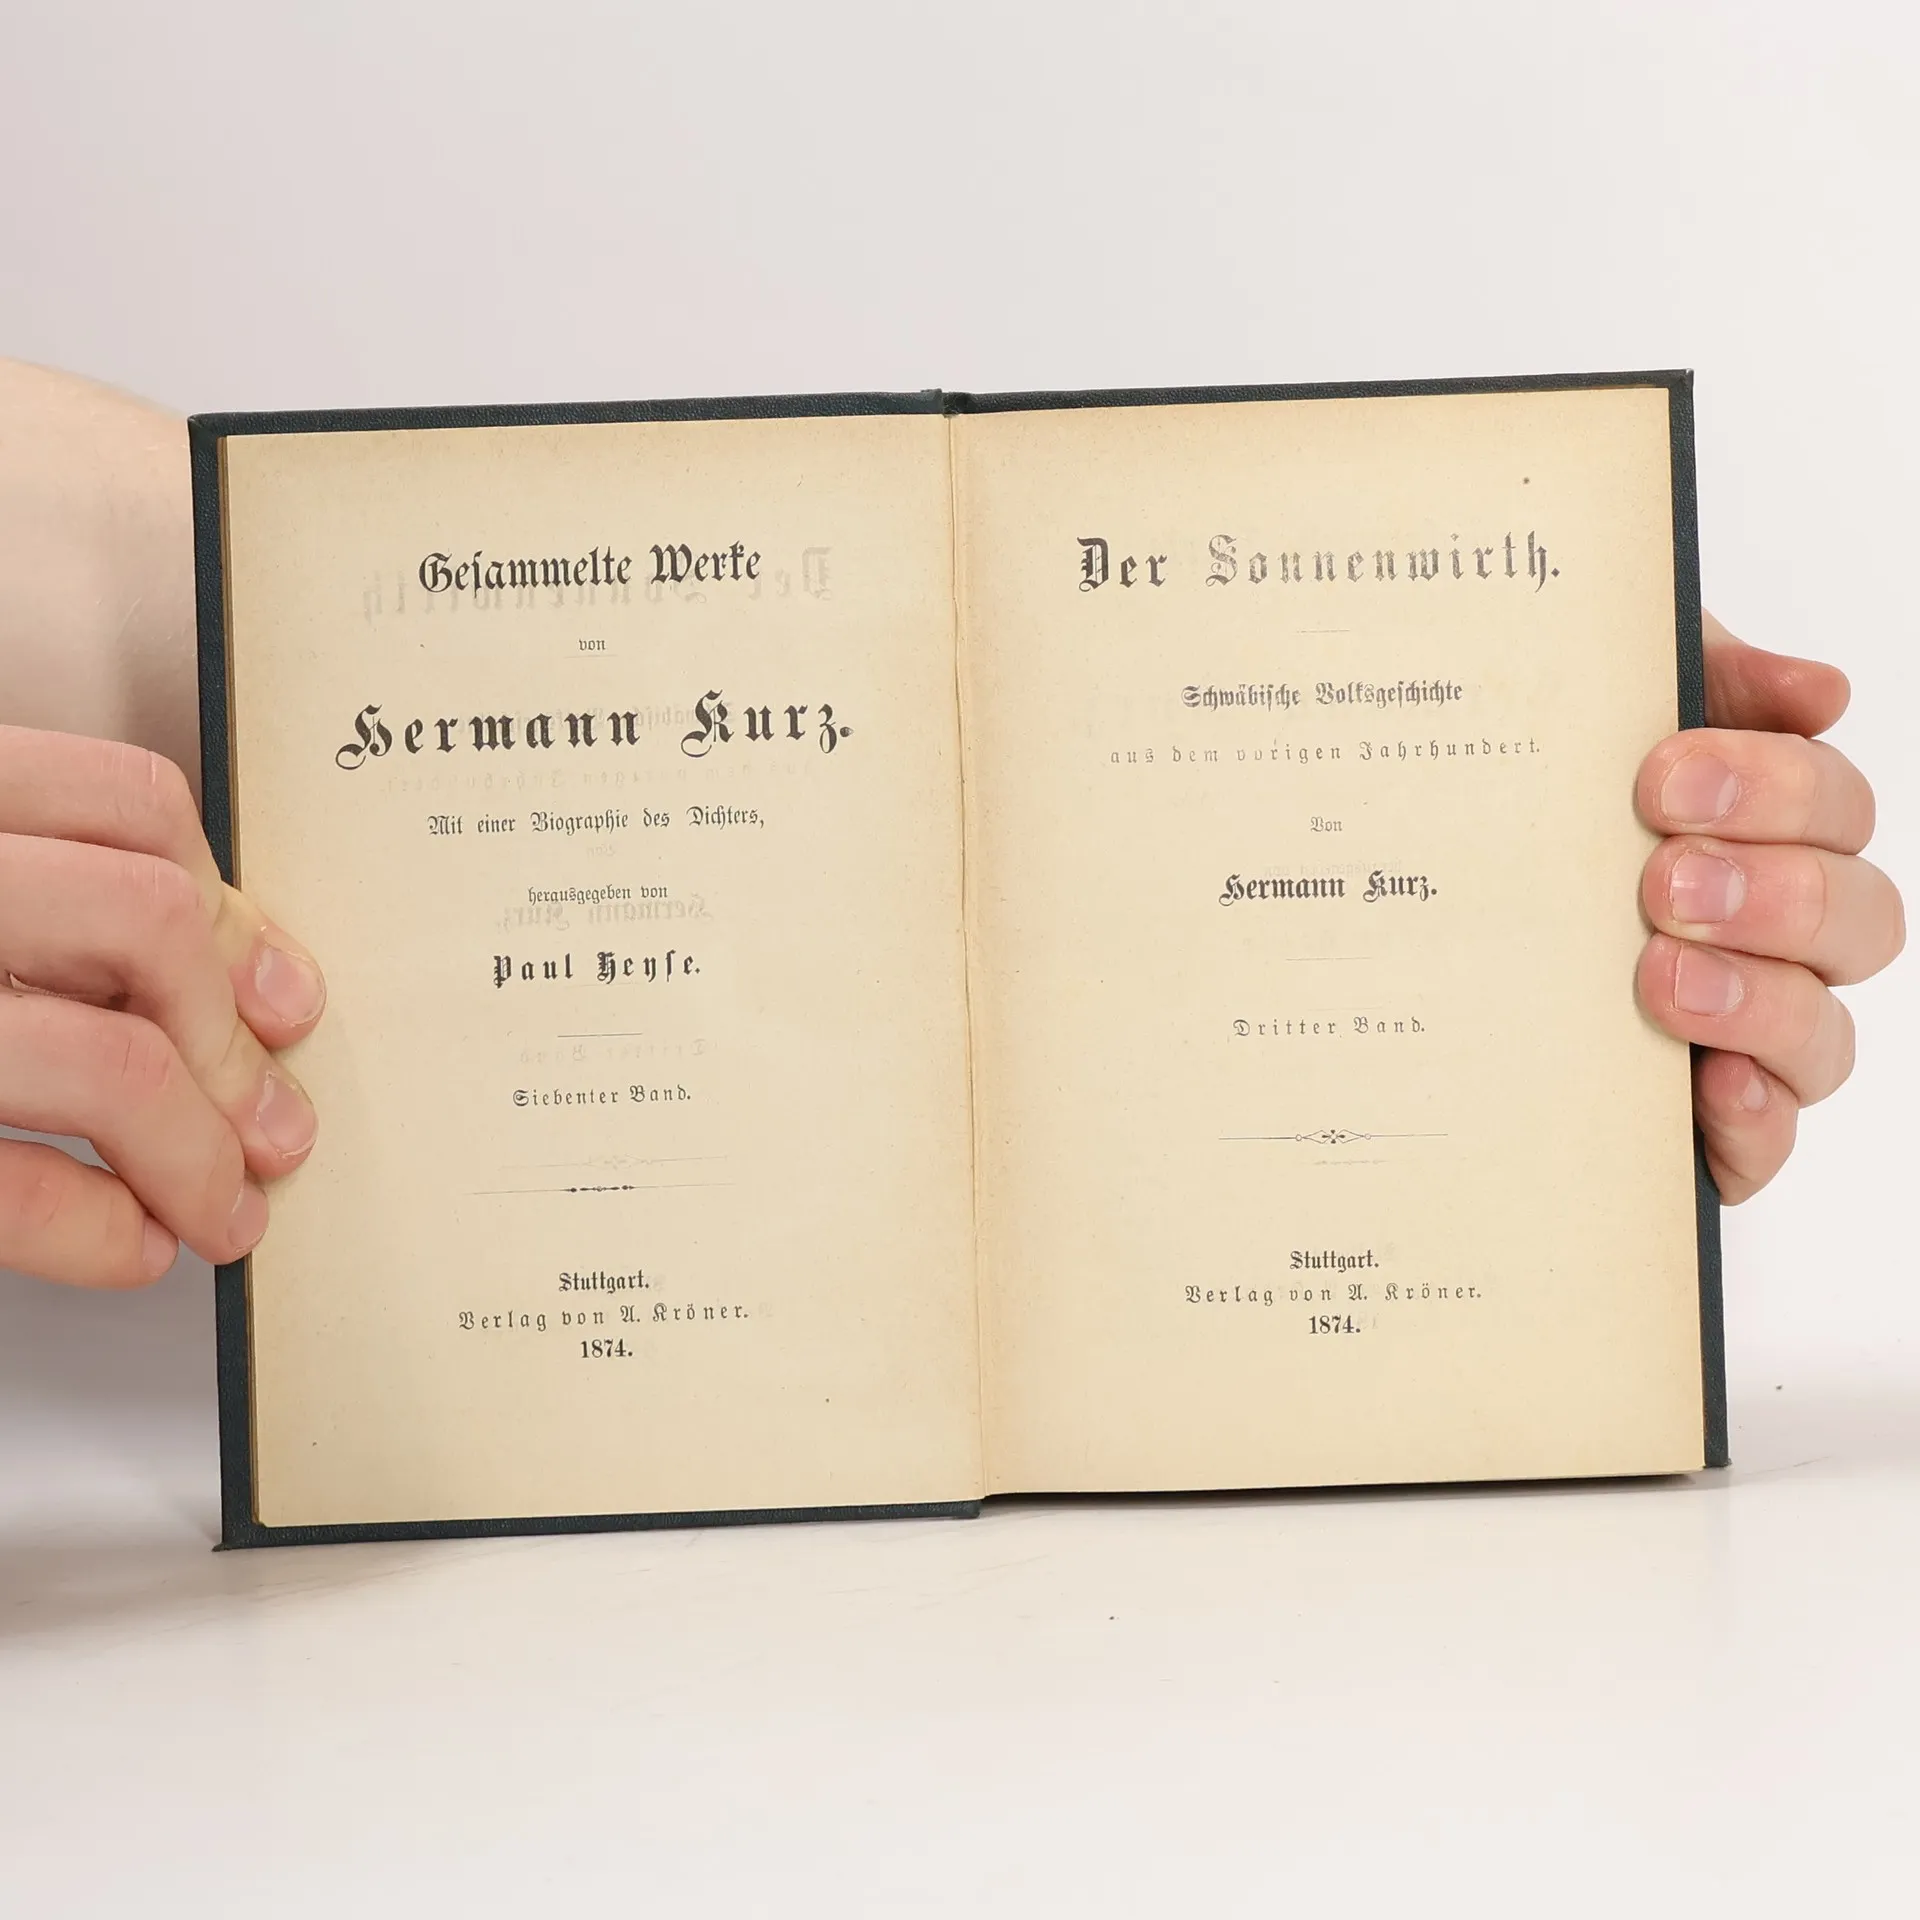 Gesammelte Werke
von
Hermann Kurz.
Mit einer Biographie des Dichters,
herausgegeben von
Paul Heyse.
Siebenter Band.
Stuttgart.
Verlag von A. Kröner.
1874.
Der Sonnenwirth.
Schwäbische Volksgeschichte
aus dem vorigen Jahrhundert.
Von
Hermann Kurz.
Dritter Band.
Stuttgart.
Verlag von A. Kröner.
1874.